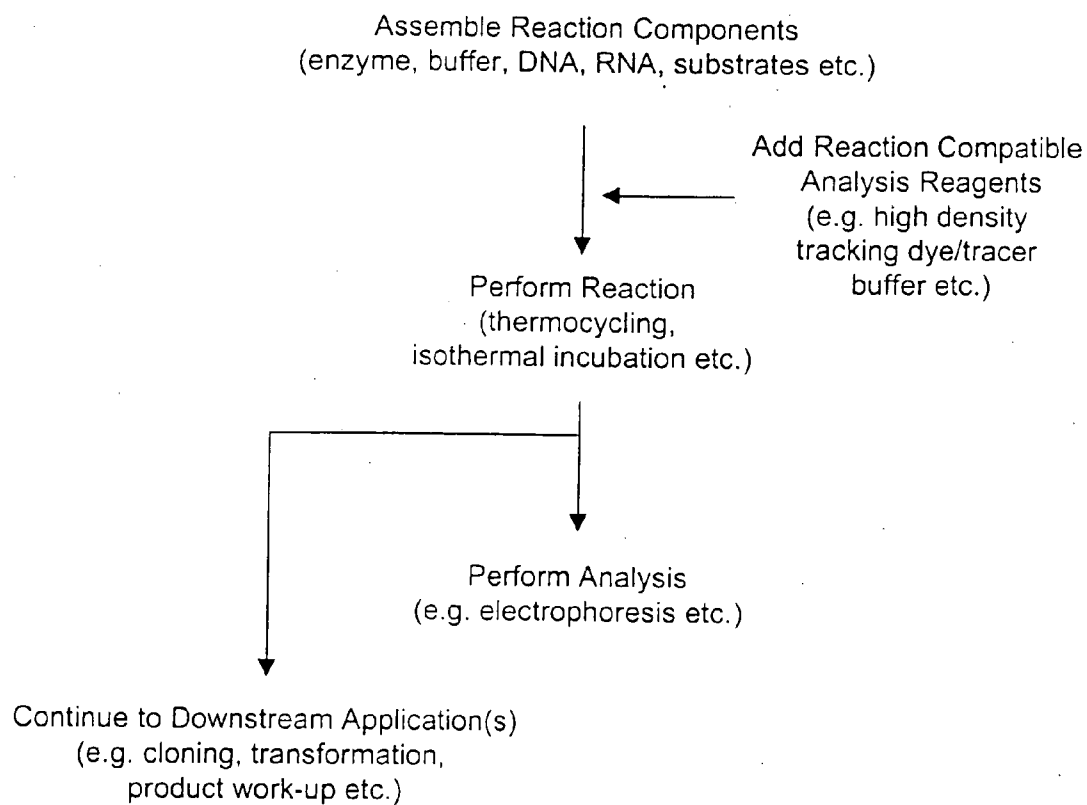 Assemble Reaction Components
(enzyme, buffer, DNA, RNA, substrates etc.)
Add Reaction Compatible
Analysis Reagents
(e.g. high density
tracking dye/tracer
buffer etc.)
Perform Reaction
(thermocycling,
isothermal incubation etc.)
Perform Analysis
(e.g. electrophoresis etc.)
Continue to Downstream Application(s)
(e.g. cloning, transformation,
product work-up etc.)